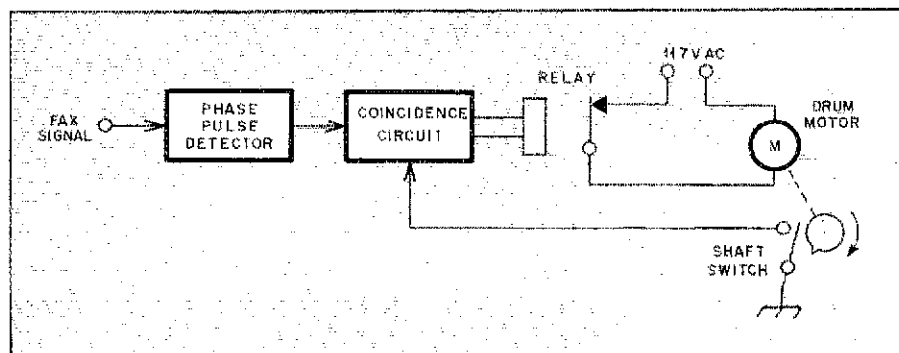 117VAC
RELAY
FAX
SIGNAL
PHASE
PULSE
DETECTOR
COINCIDENCE
CIRCUIT
DRUM
MOTOR
M
SHAFT
SWITCH